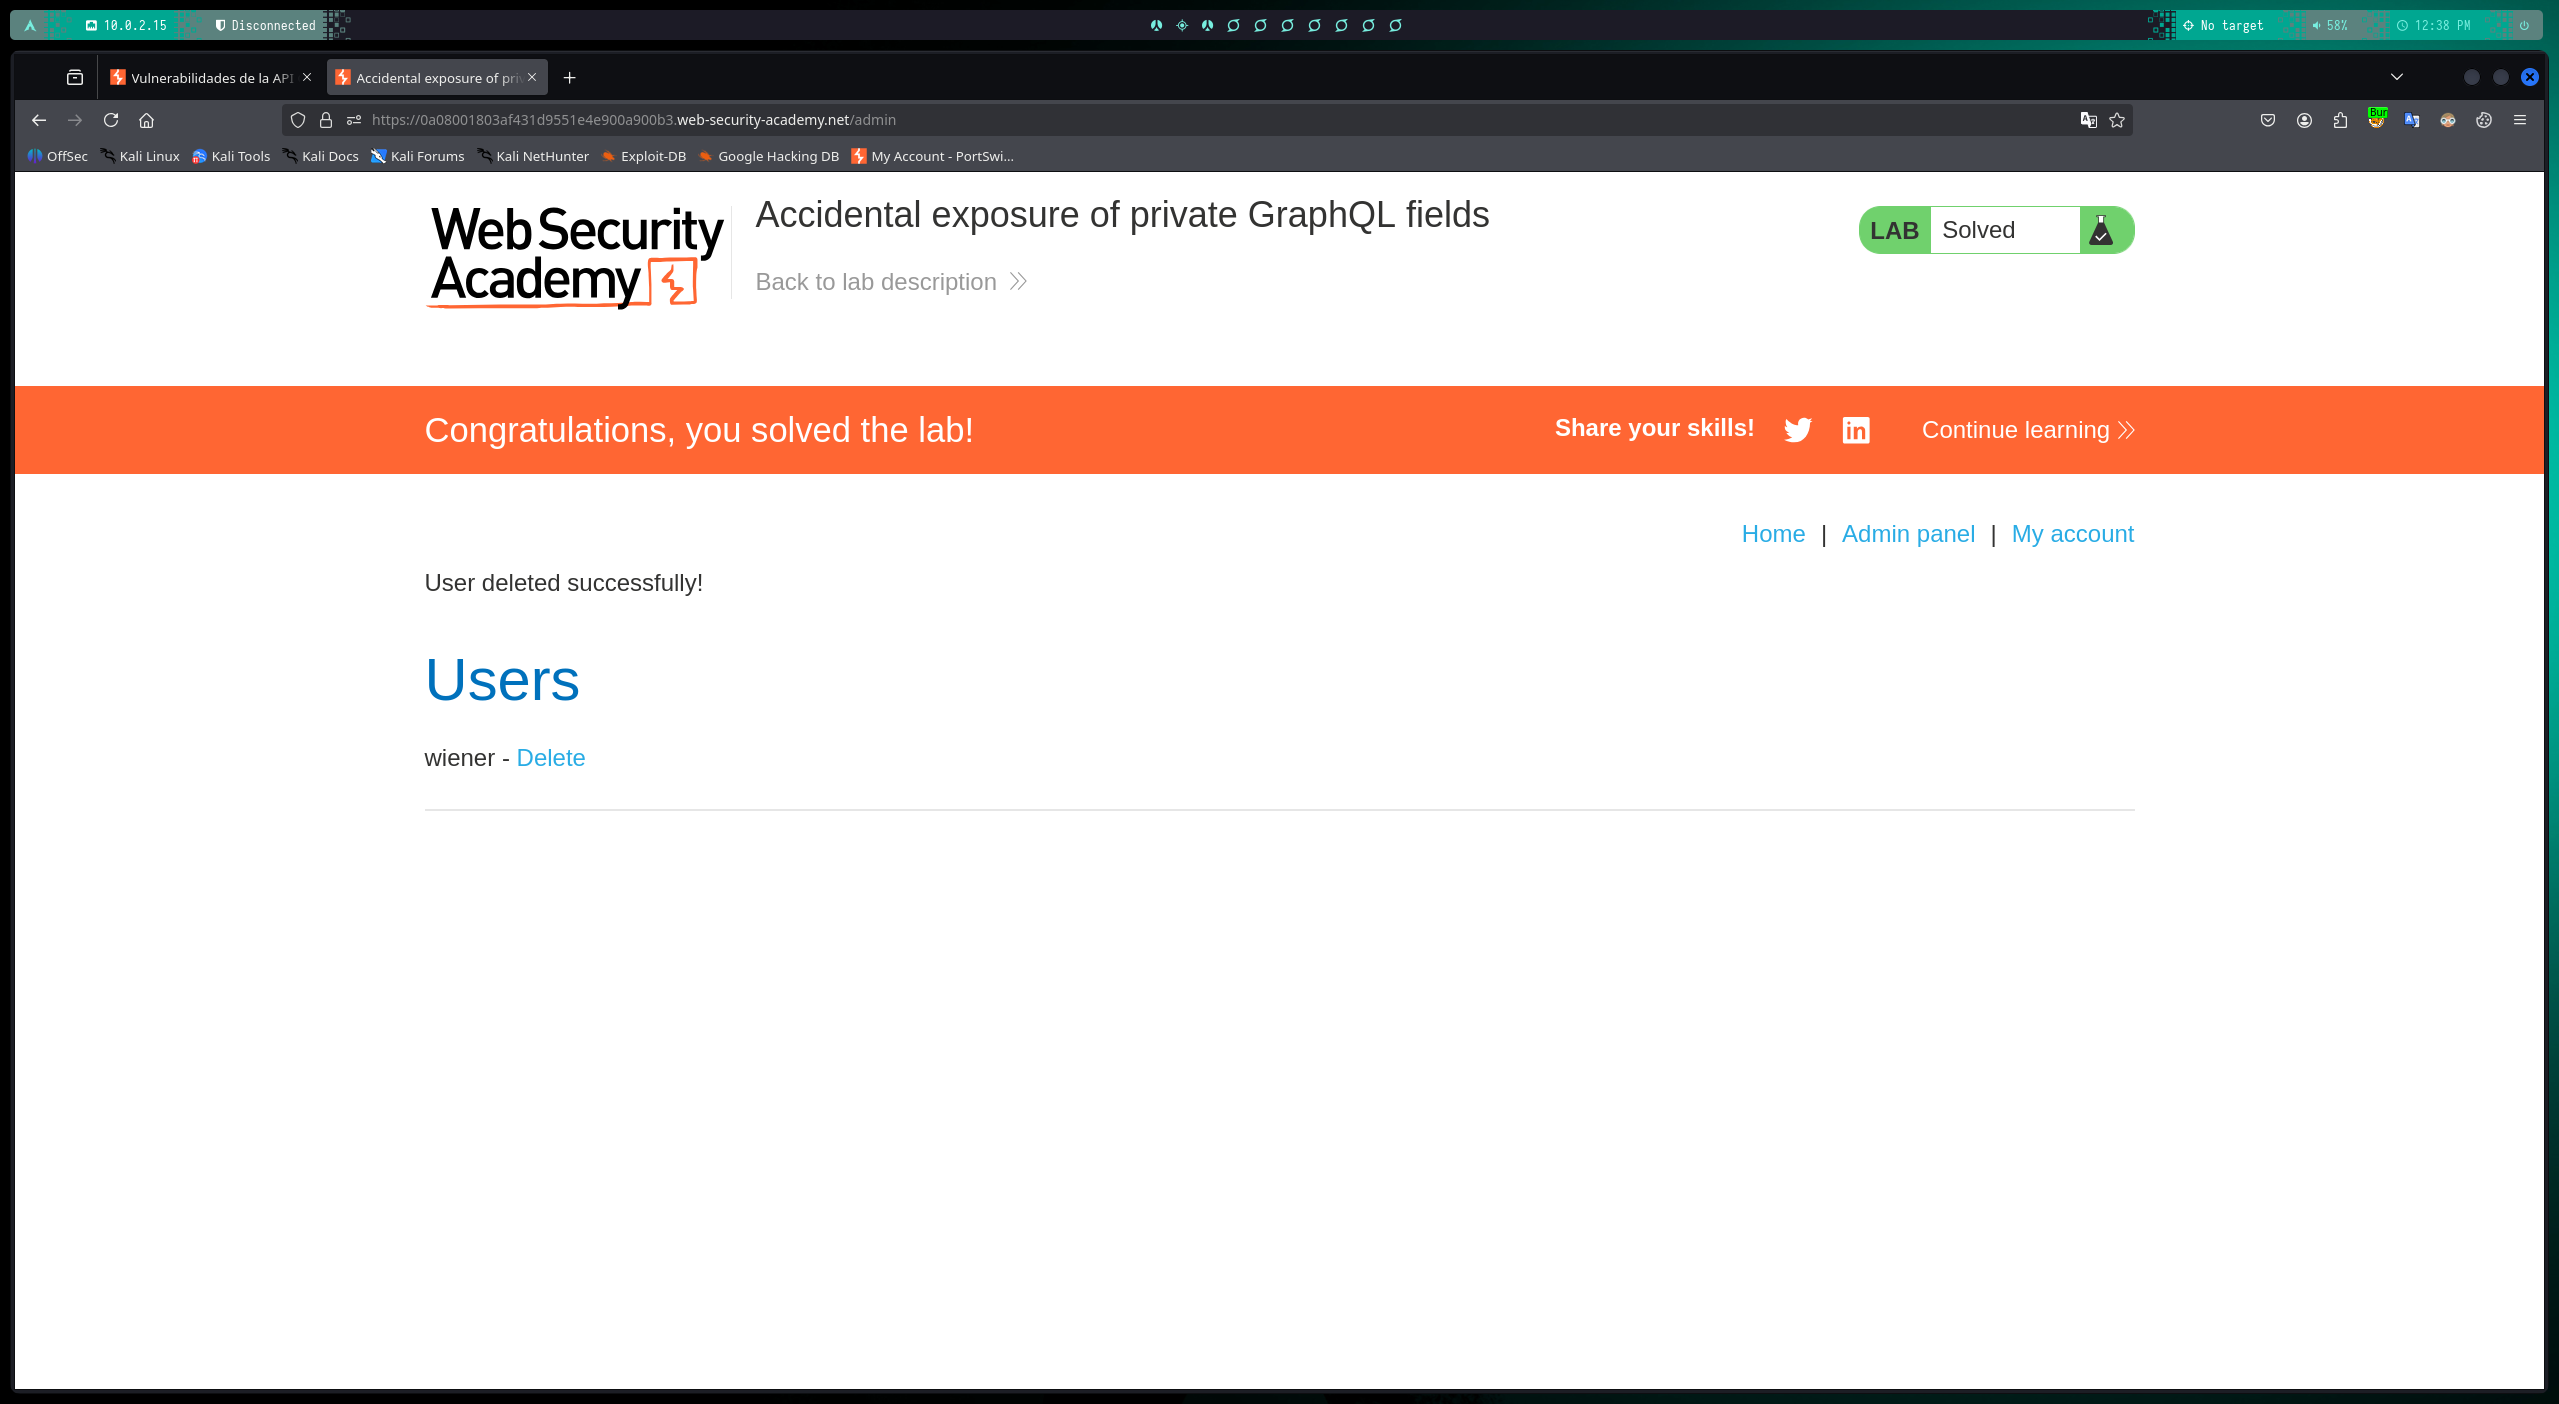 10.0.2.15
Disconnected
No target
58%
12:38 PM
Vulnerabilidades de la API
Accidental exposure of priv
https://0a08001803af431d9551e4e900a900b3.web-security-academy.net/admin
Bur
OffSec
Kali Linux
Kali Tools
Kali Docs
Kali Forums
Kali NetHunter
Exploit-DB
Google Hacking DB
My Account - PortSwi...
Web Security
Academy
Accidental exposure of private GraphQL fields
Back to lab description
LAB Solved
Congratulations, you solved the lab!
Share your skills!
Continue learning
Home | Admin panel | My account
User deleted successfully!
Users
wiener - Delete